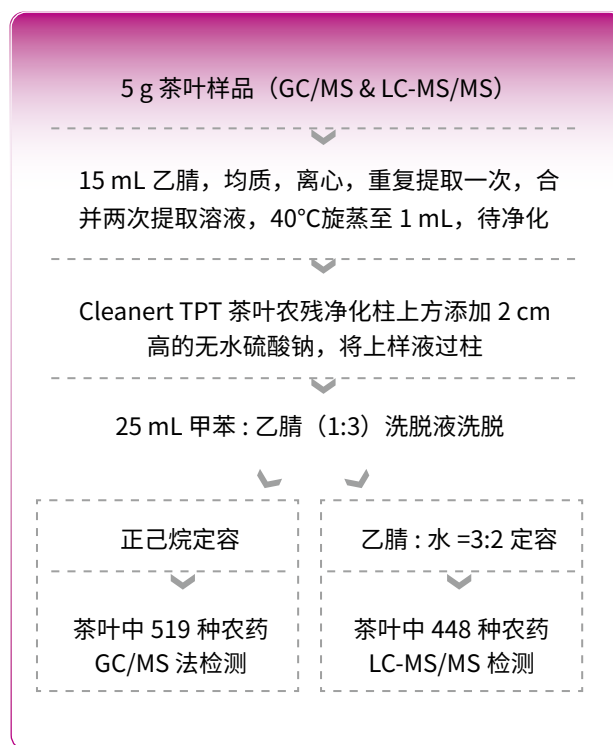 5 g 茶叶样品（GC/MS & LC-MS/MS）
15 mL 乙腈，均质，离心，重复提取一次，合
并两次提取溶液，40℃旋蒸至 1 mL，待净化
Cleanert TPT 茶叶农残净化柱上方添加 2 cm
高的无水硫酸钠，将上样液过柱
25 mL 甲苯 : 乙腈（1:3）洗脱液洗脱
正己烷定容
茶叶中 519 种农药
GC/MS 法检测
乙腈 : 水 =3:2 定容
茶叶中 448 种农药
LC-MS/MS 检测